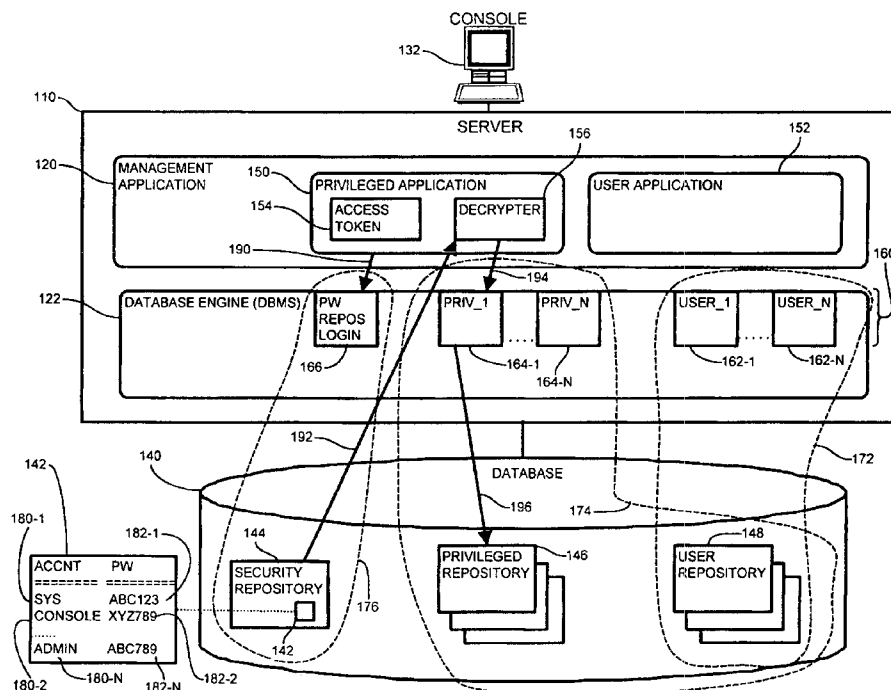 CONSOLE
132
110
SERVER
156
152
120
MANAGEMENT
APPLICATION
150
PRIVILEGED APPLICATION
USER APPLICATION
154
ACCESS
TOKEN
DECRYPTER
190
194
160
122
DATABASE ENGINE (DBMS)
PW
REPOS
LOGIN
PRIV_1
PRIV_N
USER_1
USER_N
166
164-1
164-N
162-1
162-N
192
172
140
DATABASE
142
196
174
180-1
182-1
144
146
148
ACCNT PW
SECURITY
REPOSITORY
PRIVILEGED
REPOSITORY
USER
REPOSITORY
SYS ABC123
CONSOLE XYZ789
.....
ADMIN ABC789
142
176
180-2
180-N
182-N
182-2